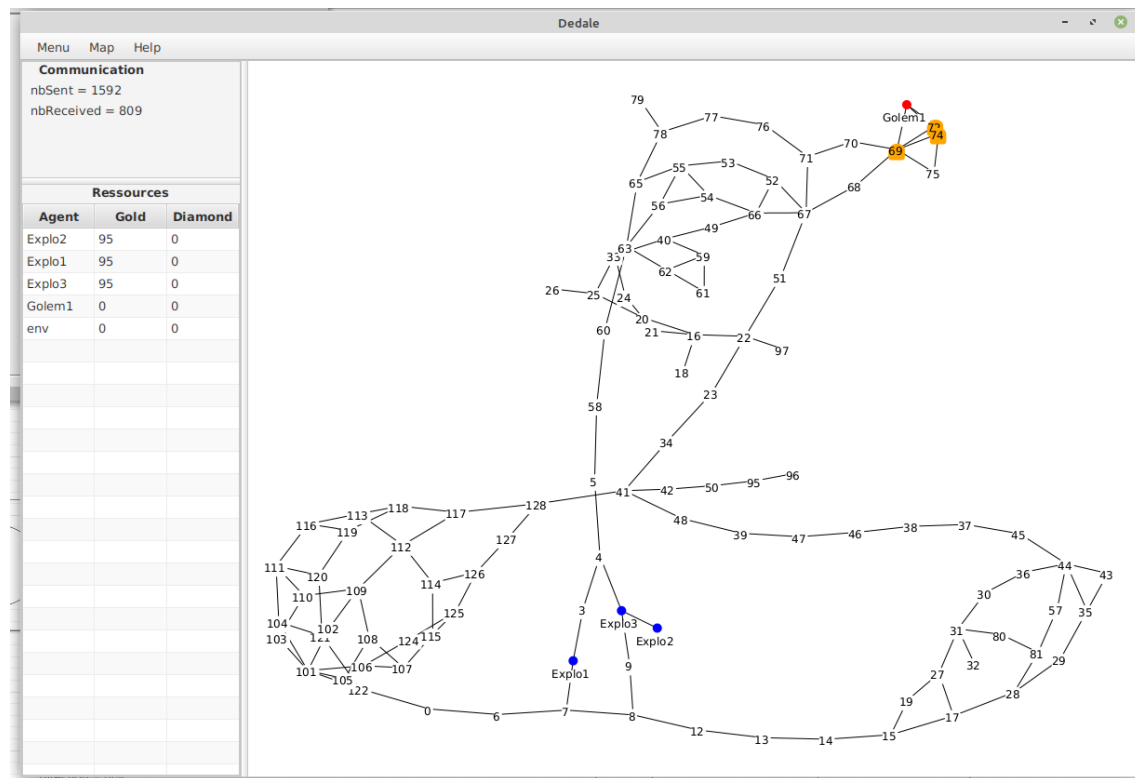 Dedale
Menu Map Help
Communication
nbSent = 1592
nbReceived = 809
Ressources
Agent Gold Diamond
Explo2 95 0
Explo1 95 0
Explo3 95 0
Golem1 0 0
env 0 0
79
77
76
78
Golem1
74
71 70 69
75
55 53
65 52 68
56 54
66 67
49
63 40
33 59
62
51
26 25 24 61
20
60 21 16 22
97
18
23
58
34
5
41 42 50 95 96
128
118
113 117
116 119
48
39 47 46 38 37
45
127
112
4
111 120 126 114
44
36 43
110 109
30
3
Explo3
57 35
104 102 125
103 108 124 115
Explo2
31 80
101 106 107
105
Explo1
9
32
81 29
27
122
28
19
0 6 7 8
17
12 13 14 15